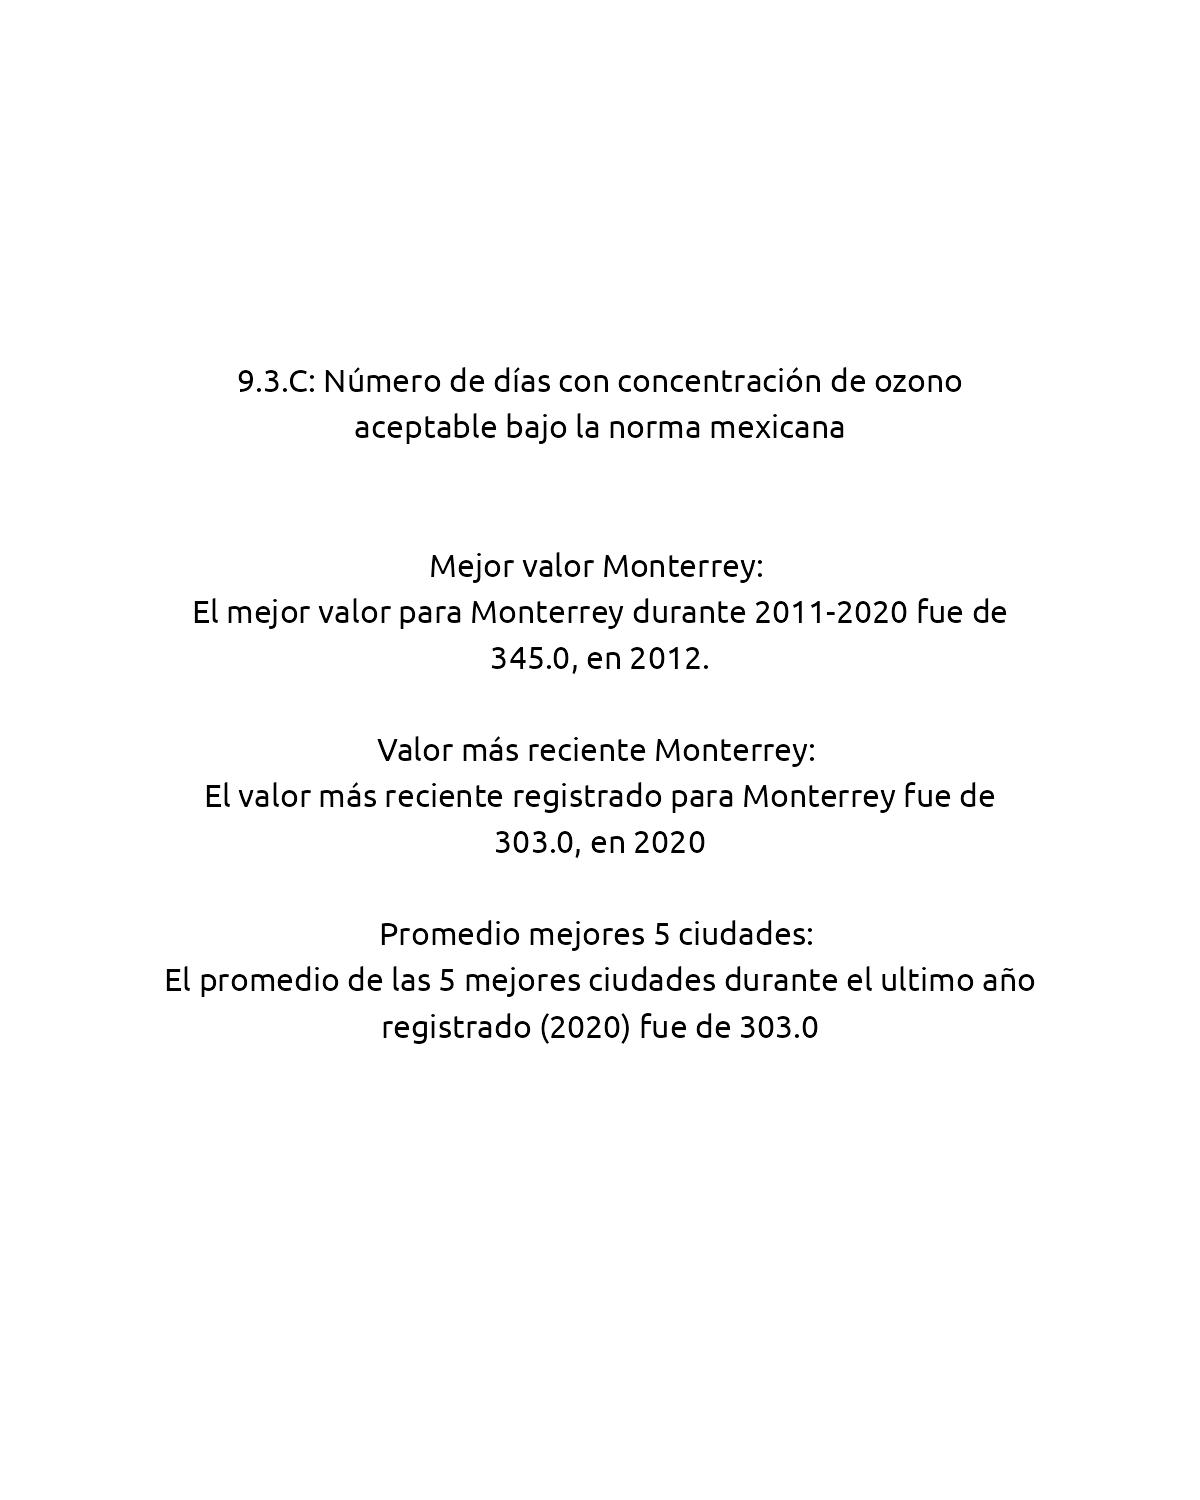 9.3.C: Número de días con concentración de ozono
aceptable bajo la norma mexicana
Mejor valor Monterrey:
El mejor valor para Monterrey durante 2011-2020 fue de
345.0, en 2012.
Valor más reciente Monterrey:
El valor más reciente registrado para Monterrey fue de
303.0, en 2020
Promedio mejores 5 ciudades:
El promedio de las 5 mejores ciudades durante el ultimo año
registrado (2020) fue de 303.0